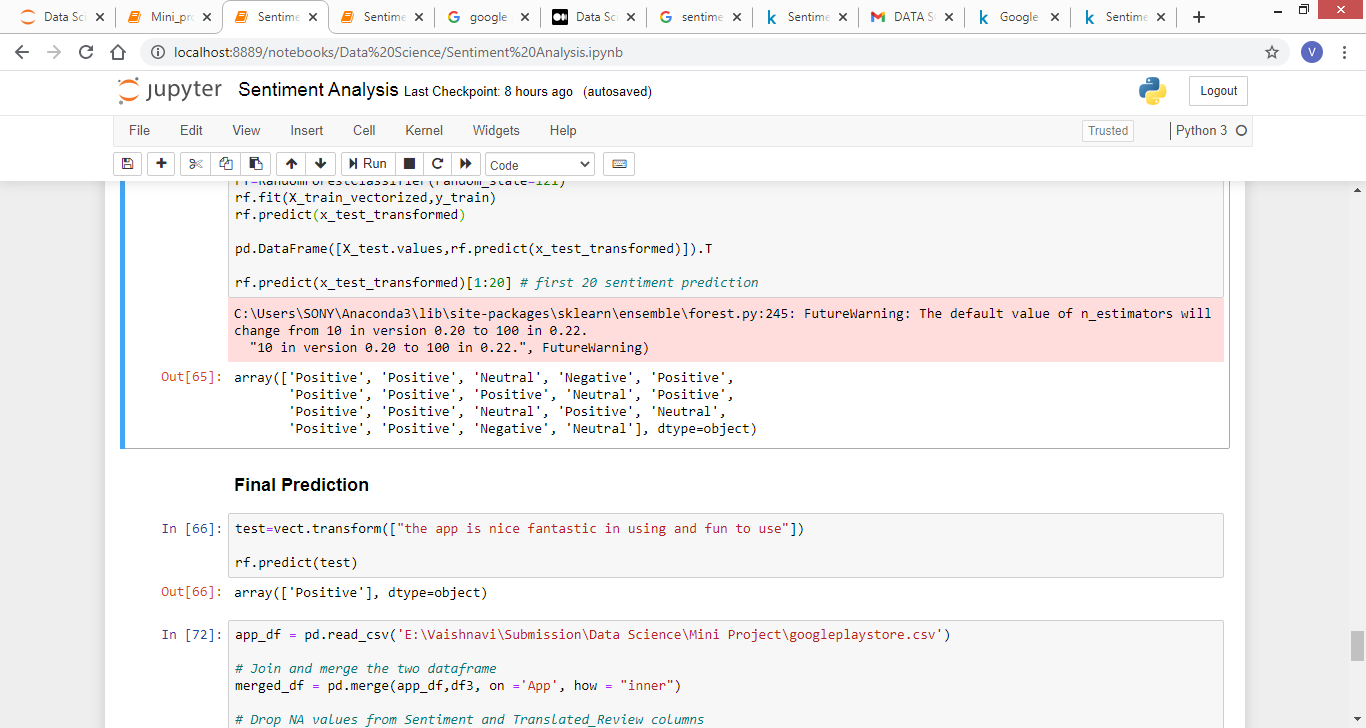 Data Sci
Mini_pro
Sentime
Sentime
google
Data Sc
sentime
Sentime
DATA S
Google
Sentime
localhost:8889/notebooks/Data%20Science/Sentiment%20Analysis.ipynb
V
jupyter Sentiment Analysis Last Checkpoint: 8 hours ago (autosaved)
Logout
File Edit View Insert Cell Kernel Widgets Help
Trusted
Python 3
Run
Code
rf=RandomForestClassifier(random_state=121)
rf.fit(X_train_vectorized,y_train)
rf.predict(x_test_transformed)
pd.DataFrame([X_test.values,rf.predict(x_test_transformed)]).T
rf.predict(x_test_transformed)[1:20] # first 20 sentiment prediction
C:\Users\SONY\Anaconda3\lib\site-packages\sklearn\ensemble\forest.py:245: FutureWarning: The default value of n_estimators will
change from 10 in version 0.20 to 100 in 0.22.
"10 in version 0.20 to 100 in 0.22.", FutureWarning)
Out[65]: array(['Positive', 'Positive', 'Neutral', 'Negative', 'Positive',
'Positive', 'Positive', 'Positive', 'Neutral', 'Positive',
'Positive', 'Positive', 'Neutral', 'Positive', 'Neutral',
'Positive', 'Positive', 'Negative', 'Neutral'], dtype=object)
Final Prediction
In [66]: test=vect.transform(["the app is nice fantastic in using and fun to use"])
rf.predict(test)
Out[66]: array(['Positive'], dtype=object)
In [72]: app_df = pd.read_csv('E:\Vaishnavi\Submission\Data Science\Mini Project\googleplaystore.csv')
# Join and merge the two dataframe
merged_df = pd.merge(app_df,df3, on ='App', how = "inner")
# Drop NA values from Sentiment and Translated_Review columns